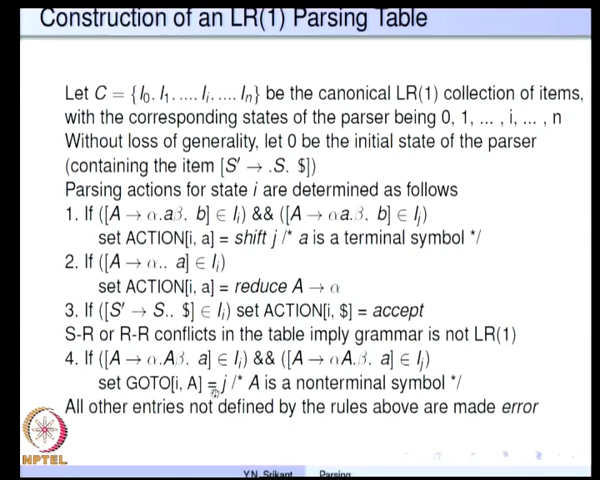 Construction of an LR(1) Parsing Table
Let C = {I₀. I₁. .... Iᵢ. .... Iₙ} be the canonical LR(1) collection of items,
with the corresponding states of the parser being 0, 1, ... , i, ... , n
Without loss of generality, let 0 be the initial state of the parser
(containing the item [S′ → .S. $])
Parsing actions for state i are determined as follows
1. If ([A → α.aβ. b] ∈ Iᵢ) && ([A → αa.β. b] ∈ Iⱼ)
set ACTION[i, a] = shift j /* a is a terminal symbol */
2. If ([A → α.. a] ∈ Iᵢ)
set ACTION[i, a] = reduce A → α
3. If ([S′ → S.. $] ∈ Iᵢ) set ACTION[i, $] = accept
S-R or R-R conflicts in the table imply grammar is not LR(1)
4. If ([A → α.Aβ. a] ∈ Iᵢ) && ([A → αA.β. a] ∈ Iⱼ)
set GOTO[i, A] = j /* A is a nonterminal symbol */
All other entries not defined by the rules above are made error
NPTEL
Y.N. Srikant Parsing